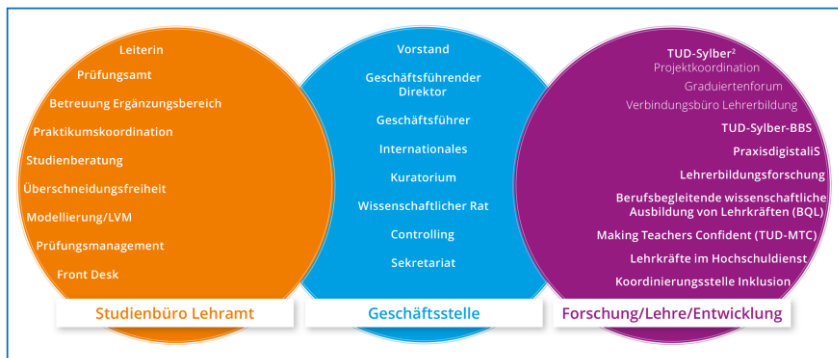 Leiterin
Prüfungsamt
Betreuung Ergänzungsbereich
Praktikumskoordination
Studienberatung
Überschneidungsfreiheit
Modellierung/LVM
Prüfungsmanagement
Front Desk
Studienbüro Lehramt
Vorstand
Geschäftsführender
Direktor
Geschäftsführer
Internationales
Kuratorium
Wissenschaftlicher Rat
Controlling
Sekretariat
Geschäftsstelle
TUD-Sylber²
Projektkoordination
Graduiertenforum
Verbindungsbüro Lehrerbildung
TUD-Sylber-BBS
PraxisdigistaliS
Lehrerbildungsforschung
Berufsbegleitende wissenschaftliche
Ausbildung von Lehrkräften (BQL)
Making Teachers Confident (TUD-MTC)
Lehrkräfte im Hochschuldienst
Koordinierungsstelle Inklusion
Forschung/Lehre/Entwicklung